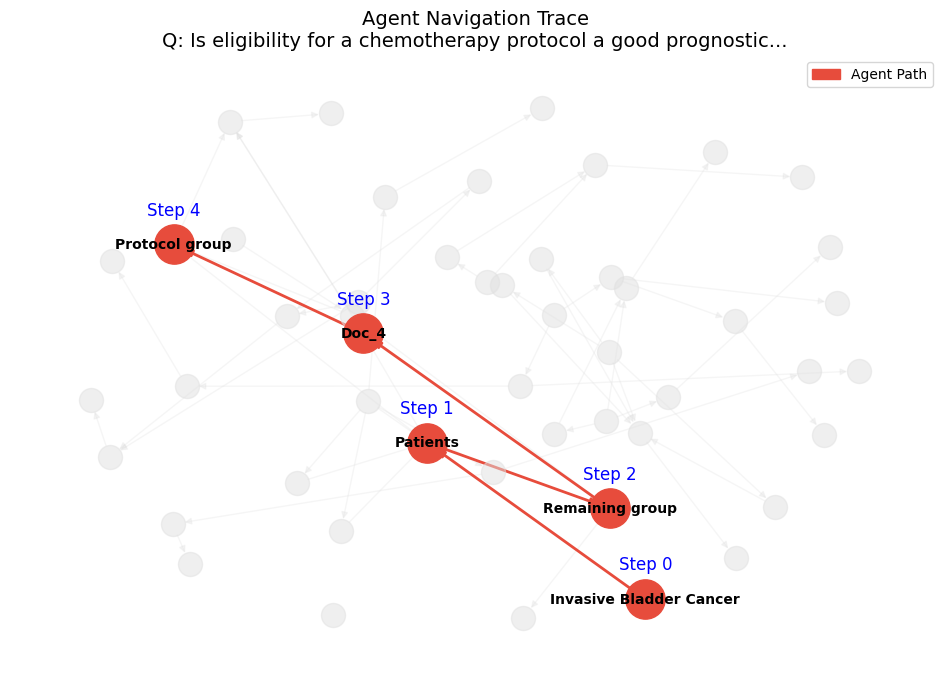 Agent Navigation Trace
Q: Is eligibility for a chemotherapy protocol a good prognostic...
Agent Path
Step 4
Protocol group
Step 3
Doc_4
Step 1
Patients
Step 2
Remaining group
Step 0
Invasive Bladder Cancer